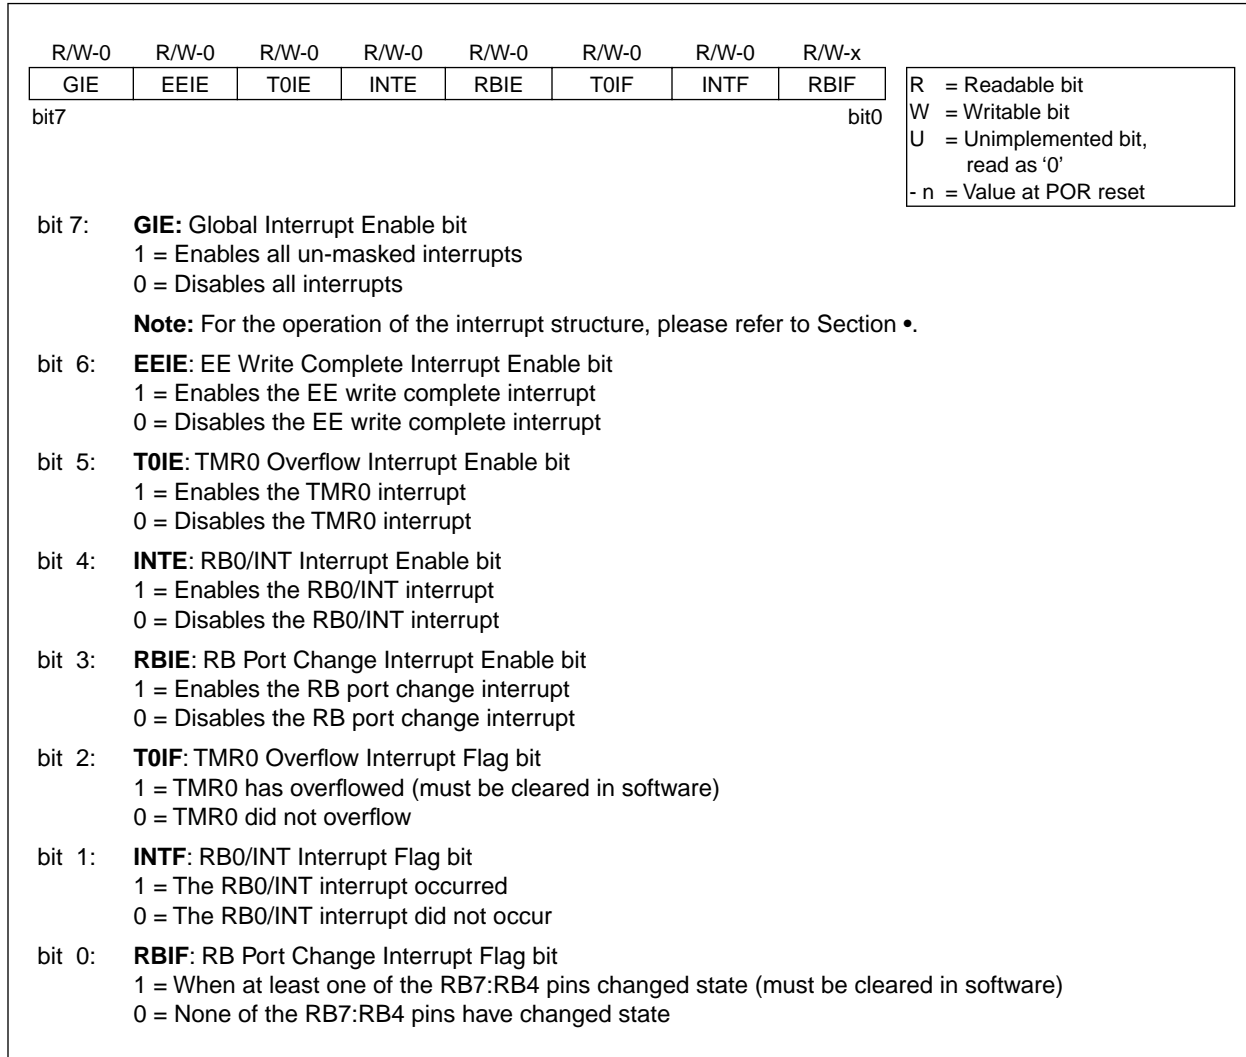 R/W-0 R/W-0 R/W-0 R/W-0 R/W-0 R/W-0 R/W-0 R/W-x
GIE EEIE T0IE INTE RBIE T0IF INTF RBIF
bit7 bit0
R = Readable bit
W = Writable bit
U = Unimplemented bit,
read as ‘0’
- n = Value at POR reset
bit 7: GIE: Global Interrupt Enable bit
1 = Enables all un-masked interrupts
0 = Disables all interrupts
Note: For the operation of the interrupt structure, please refer to Section •.
bit 6: EEIE: EE Write Complete Interrupt Enable bit
1 = Enables the EE write complete interrupt
0 = Disables the EE write complete interrupt
bit 5: T0IE: TMR0 Overflow Interrupt Enable bit
1 = Enables the TMR0 interrupt
0 = Disables the TMR0 interrupt
bit 4: INTE: RB0/INT Interrupt Enable bit
1 = Enables the RB0/INT interrupt
0 = Disables the RB0/INT interrupt
bit 3: RBIE: RB Port Change Interrupt Enable bit
1 = Enables the RB port change interrupt
0 = Disables the RB port change interrupt
bit 2: T0IF: TMR0 Overflow Interrupt Flag bit
1 = TMR0 has overflowed (must be cleared in software)
0 = TMR0 did not overflow
bit 1: INTF: RB0/INT Interrupt Flag bit
1 = The RB0/INT interrupt occurred
0 = The RB0/INT interrupt did not occur
bit 0: RBIF: RB Port Change Interrupt Flag bit
1 = When at least one of the RB7:RB4 pins changed state (must be cleared in software)
0 = None of the RB7:RB4 pins have changed state